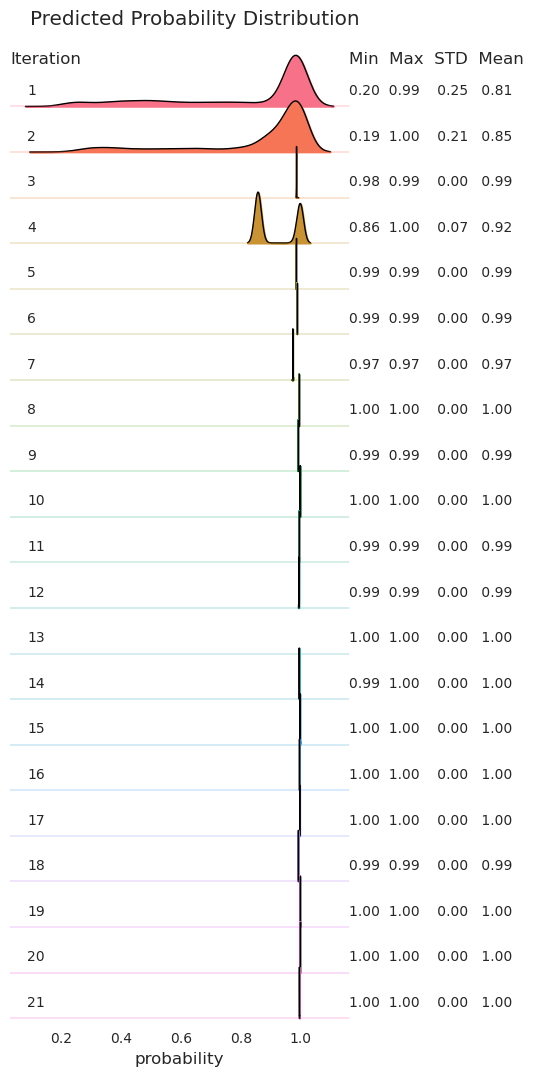 Predicted Probability Distribution
Iteration Min Max STD Mean
1 0.20 0.99 0.25 0.81
2 0.19 1.00 0.21 0.85
3 0.98 0.99 0.00 0.99
4 0.86 1.00 0.07 0.92
5 0.99 0.99 0.00 0.99
6 0.99 0.99 0.00 0.99
7 0.97 0.97 0.00 0.97
8 1.00 1.00 0.00 1.00
9 0.99 0.99 0.00 0.99
10 1.00 1.00 0.00 1.00
11 0.99 0.99 0.00 0.99
12 0.99 0.99 0.00 0.99
13 1.00 1.00 0.00 1.00
14 0.99 1.00 0.00 1.00
15 1.00 1.00 0.00 1.00
16 1.00 1.00 0.00 1.00
17 1.00 1.00 0.00 1.00
18 0.99 0.99 0.00 0.99
19 1.00 1.00 0.00 1.00
20 1.00 1.00 0.00 1.00
21 1.00 1.00 0.00 1.00
0.2 0.4 0.6 0.8 1.0
probability